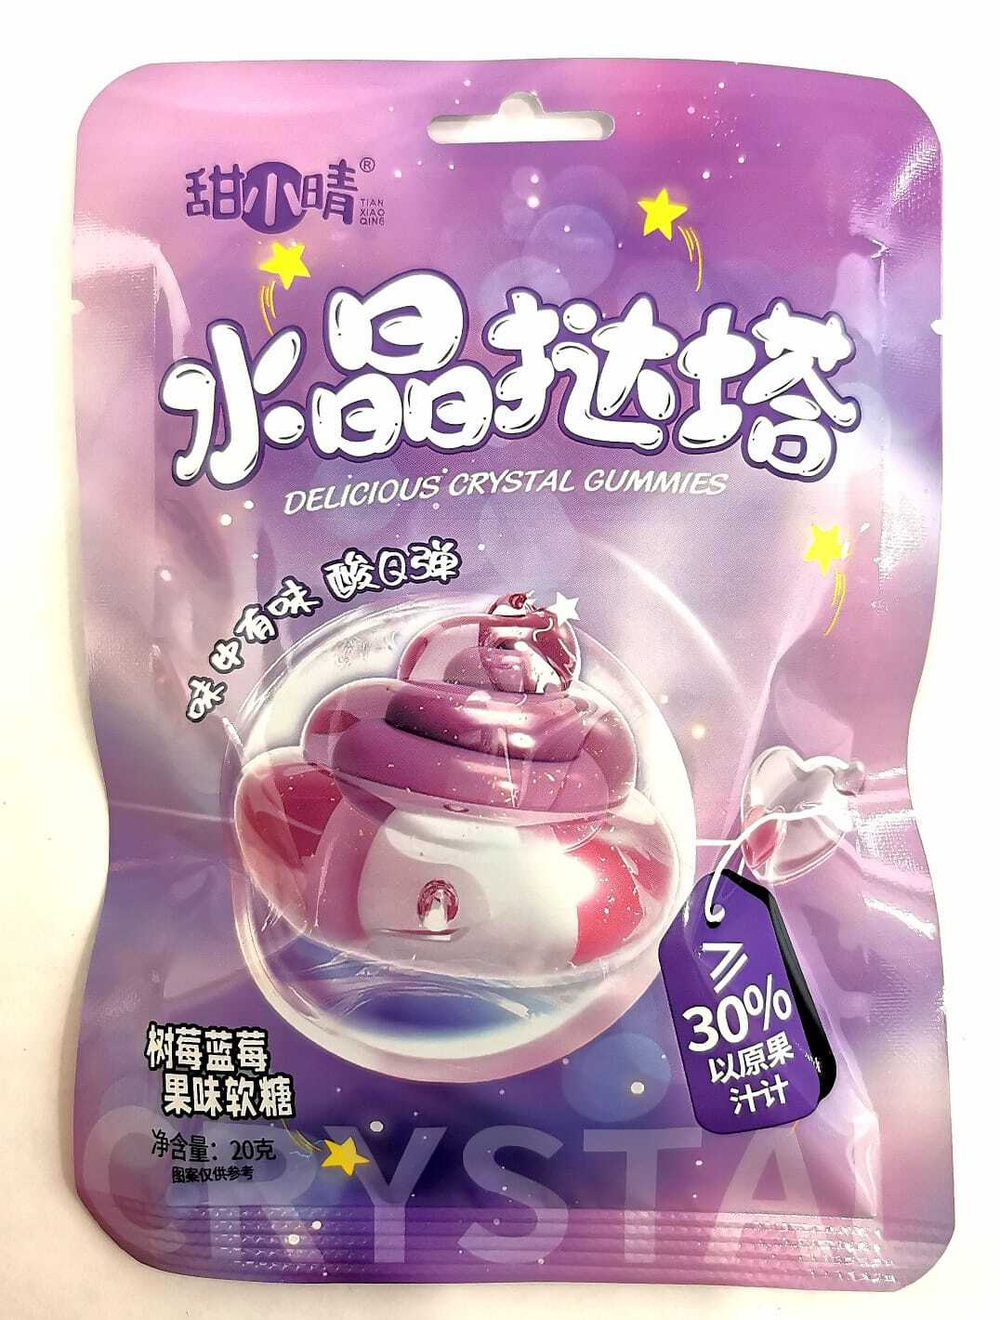 甜小晴®
TIAN
XIAO
QING
水晶挞塔
DELICIOUS CRYSTAL GUMMIES
味中有味 酸Q弹
≥
30%
以原果
汁计
树莓蓝莓
果味软糖
净含量：20克
图案仅供参考
CRYSTAL